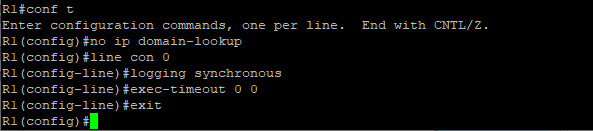 R1#conf t
Enter configuration commands, one per line.  End with CNTL/Z.
R1(config)#no ip domain-lookup
R1(config)#line con 0
R1(config-line)#logging synchronous
R1(config-line)#exec-timeout 0 0
R1(config-line)#exit
R1(config)#